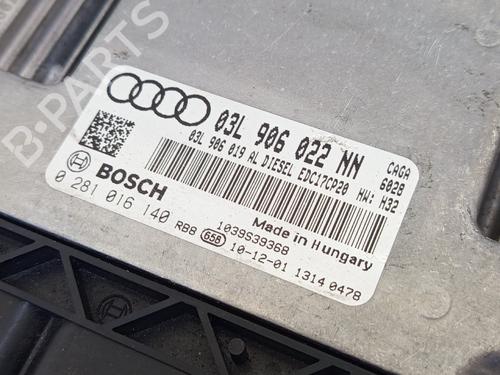 B-PARTS
03L 906 022 NN
CAGA
03L 906 019 AL DIESEL EDC17CP20 HW: H32
6028
BOSCH
0 281 016 140
RBB 658
1039S39368
Made in Hungary
10-12-01 1314 0478